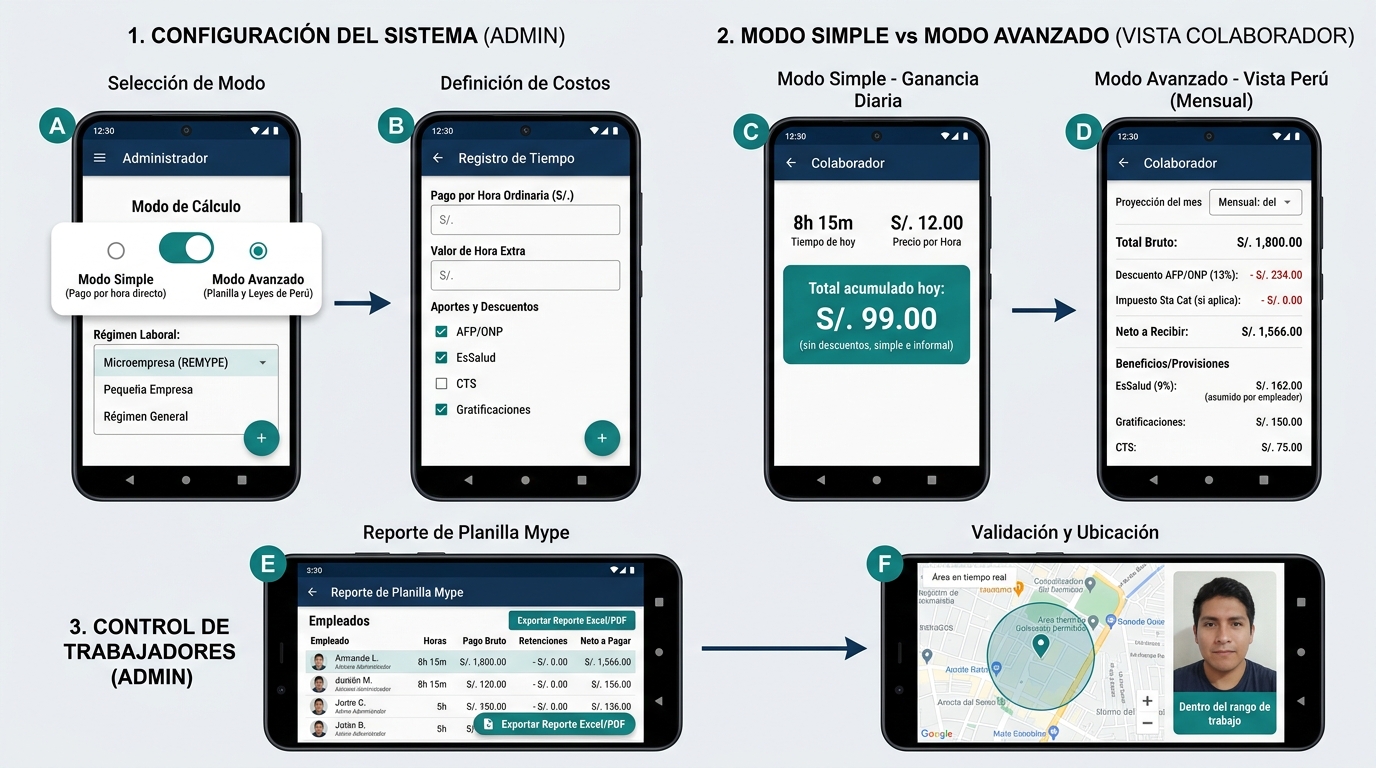 1. CONFIGURACIÓN DEL SISTEMA (ADMIN)
Selección de Modo
A
12:30
Administrador
Modo de Cálculo
Modo Simple
(Pago por hora directo)
Modo Avanzado
(Planilla y Leyes de Perú)
Régimen Laboral:
Microempresa (REMYPE)
Pequeña Empresa
Régimen General
+
Definición de Costos
B
12:30
Registro de Tiempo
Pago por Hora Ordinaria (S/.)
S/.
Valor de Hora Extra
S/.
Aportes y Descuentos
AFP/ONP
EsSalud
CTS
Gratificaciones
+
2. MODO SIMPLE vs MODO AVANZADO (VISTA COLABORADOR)
Modo Simple - Ganancia
Diaria
C
12:30
Colaborador
8h 15m S/. 12.00
Tiempo de hoy Precio por Hora
Total acumulado hoy:
S/. 99.00
(sin descuentos, simple e informal)
Modo Avanzado - Vista Perú
(Mensual)
D
12:30
Colaborador
Proyección del mes Mensual: del
Total Bruto: S/. 1,800.00
Descuento AFP/ONP (13%): - S/. 234.00
Impuesto Sta Cat (si aplica): - S/. 0.00
Neto a Recibir: S/. 1,566.00
Beneficios/Provisiones
EsSalud (9%): S/. 162.00
(asumido por empleador)
Gratificaciones: S/. 150.00
CTS: S/. 75.00
3. CONTROL DE
TRABAJADORES
(ADMIN)
Reporte de Planilla Mype
E
3:30
Reporte de Planilla Mype
Empleados Exportar Reporte Excel/PDF
Empleado Horas Pago Bruto Retenciones Neto a Pagar
Armande L. 8h 15m S/. 1,800.00 - S/. 0.00 S/. 1,566.00
M. 8h 15m S/. 120.00 - S/. 0.00 S/. 156.00
Jortre C. 5h S/. 150.00 - S/. 0.00 S/. 136.00
Jotan B. 5h S/
Exportar Reporte Excel/PDF
Validación y Ubicación
F
Área en tiempo real
+
−
Google
Dentro del rango de
trabajo